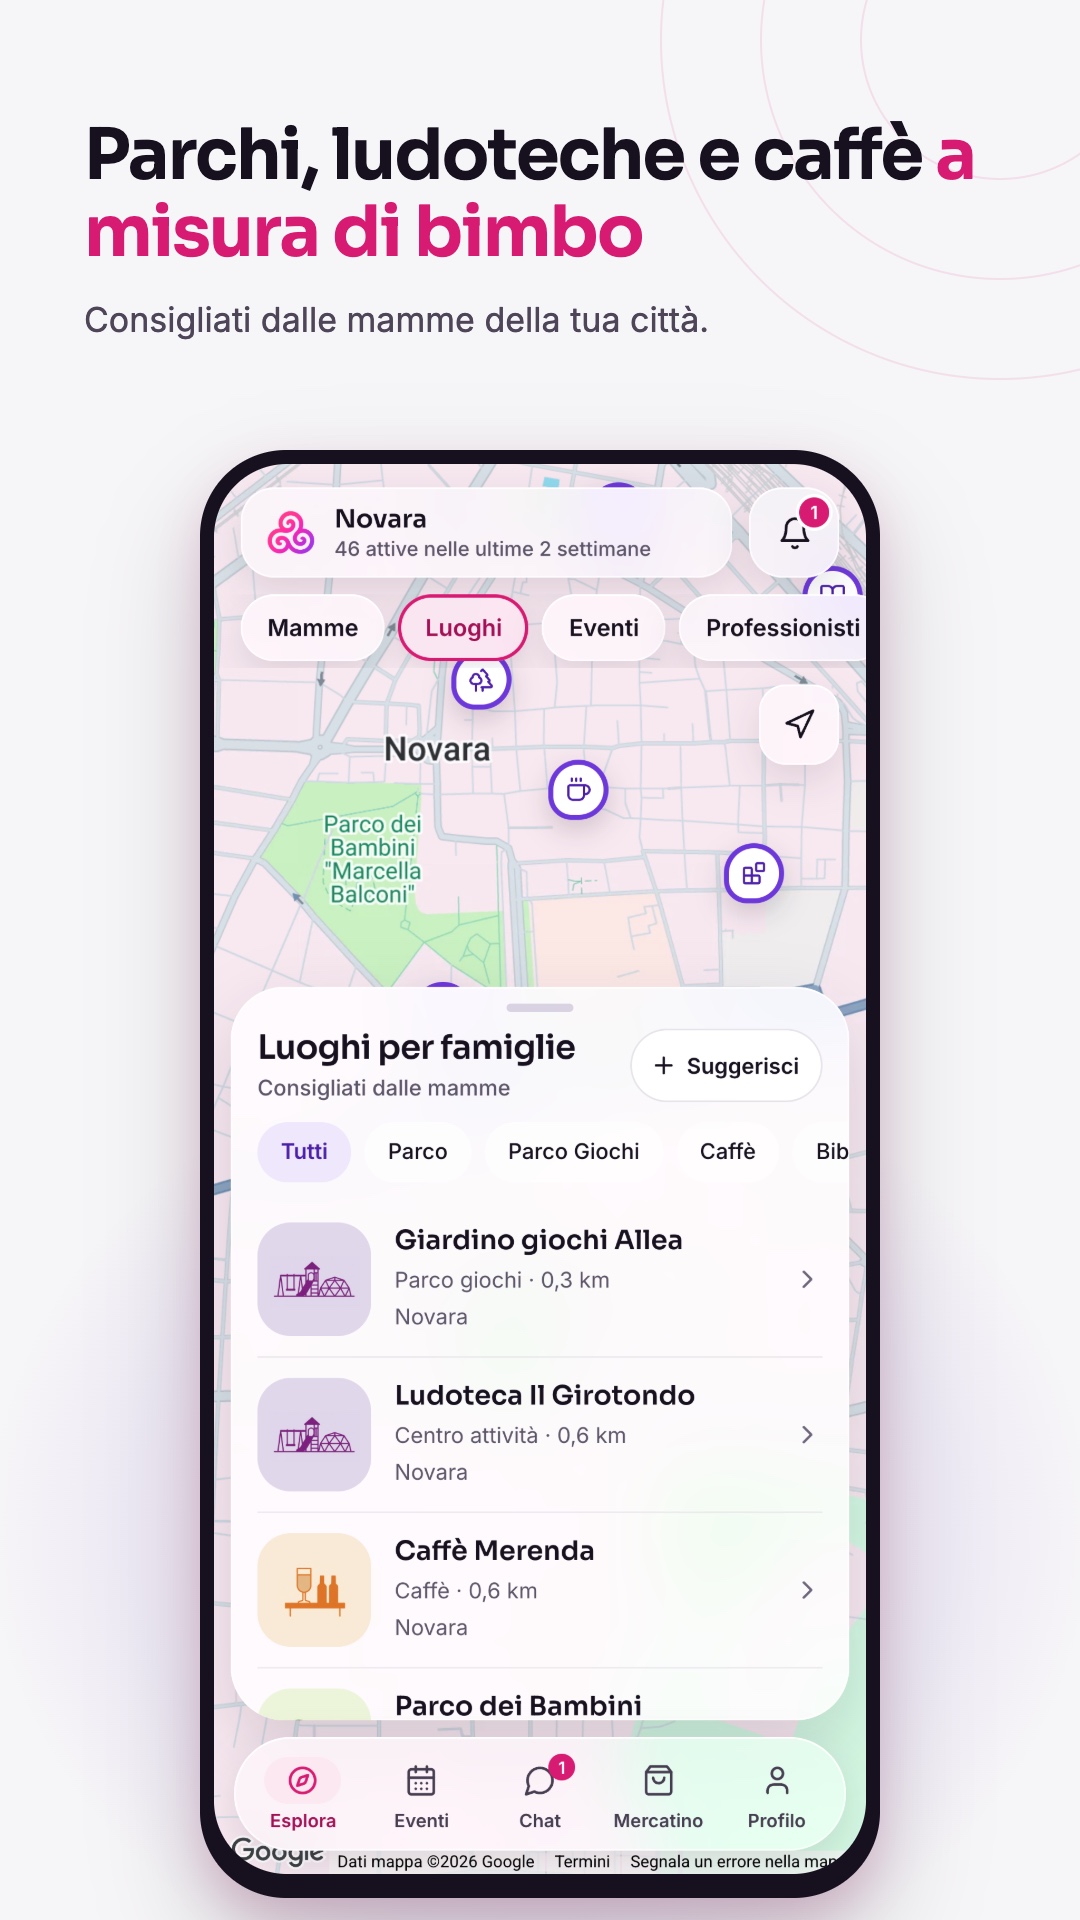 Parchi, ludoteche e caffè a
misura di bimbo
Consigliati dalle mamme della tua città.
Novara
46 attive nelle ultime 2 settimane
1
Mamme
Luoghi
Eventi
Professionisti
Novara
Parco dei
Bambini
"Marcella
Balconi"
Luoghi per famiglie
Consigliati dalle mamme
+ Suggerisci
Tutti
Parco
Parco Giochi
Caffè
Bib
Giardino giochi Allea
Parco giochi · 0,3 km
Novara
Ludoteca Il Girotondo
Centro attività · 0,6 km
Novara
Caffè Merenda
Caffè · 0,6 km
Novara
Parco dei Bambini
1
Esplora
Eventi
Chat
Mercatino
Profilo
Google
Dati mappa ©2026 Google
Termini
Segnala un errore nella map